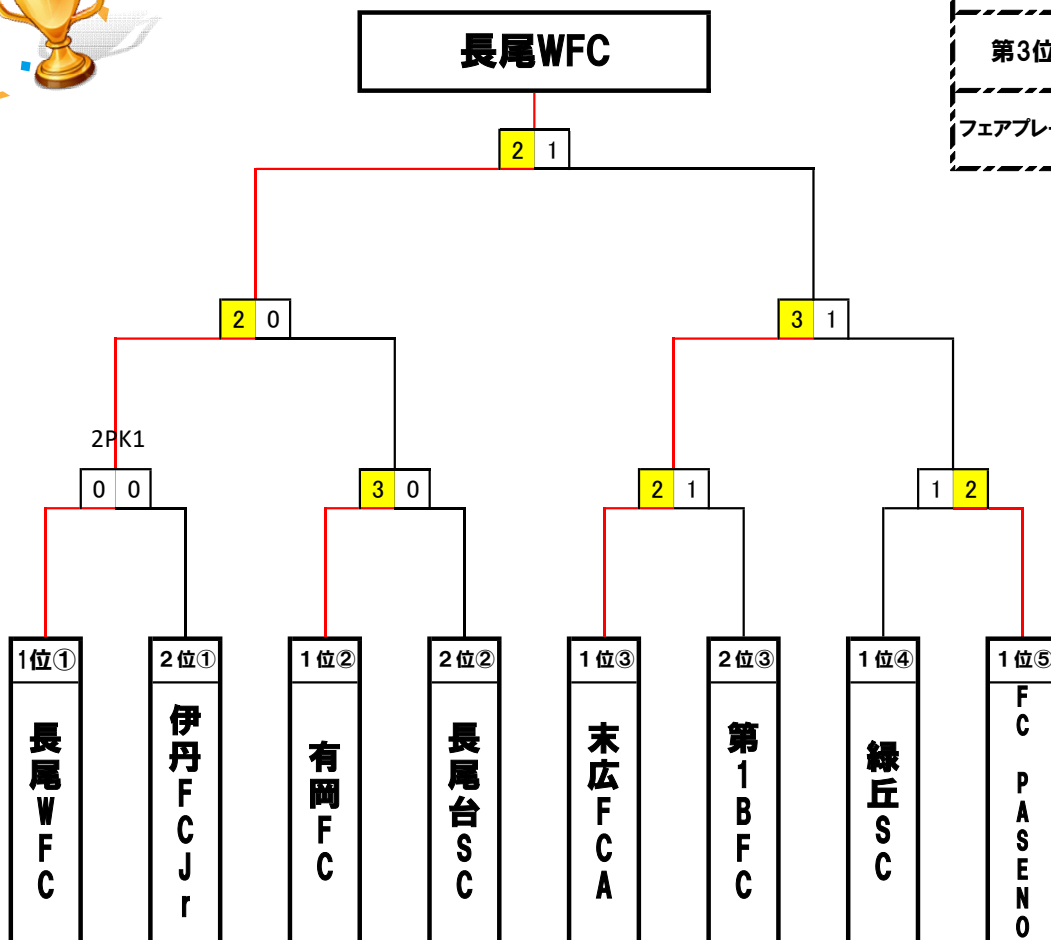 長尾WFC
第3位
フェアプレー
2 1
2 0
3 1
2PK1
0 0
3 0
2 1
1 2
1位①
2位①
1位②
2位②
1位③
2位③
1位④
1位⑤
長尾WFC
伊丹FCJr
有岡FC
長尾台SC
末広FCA
第1BFC
緑丘SC
FC PASENO